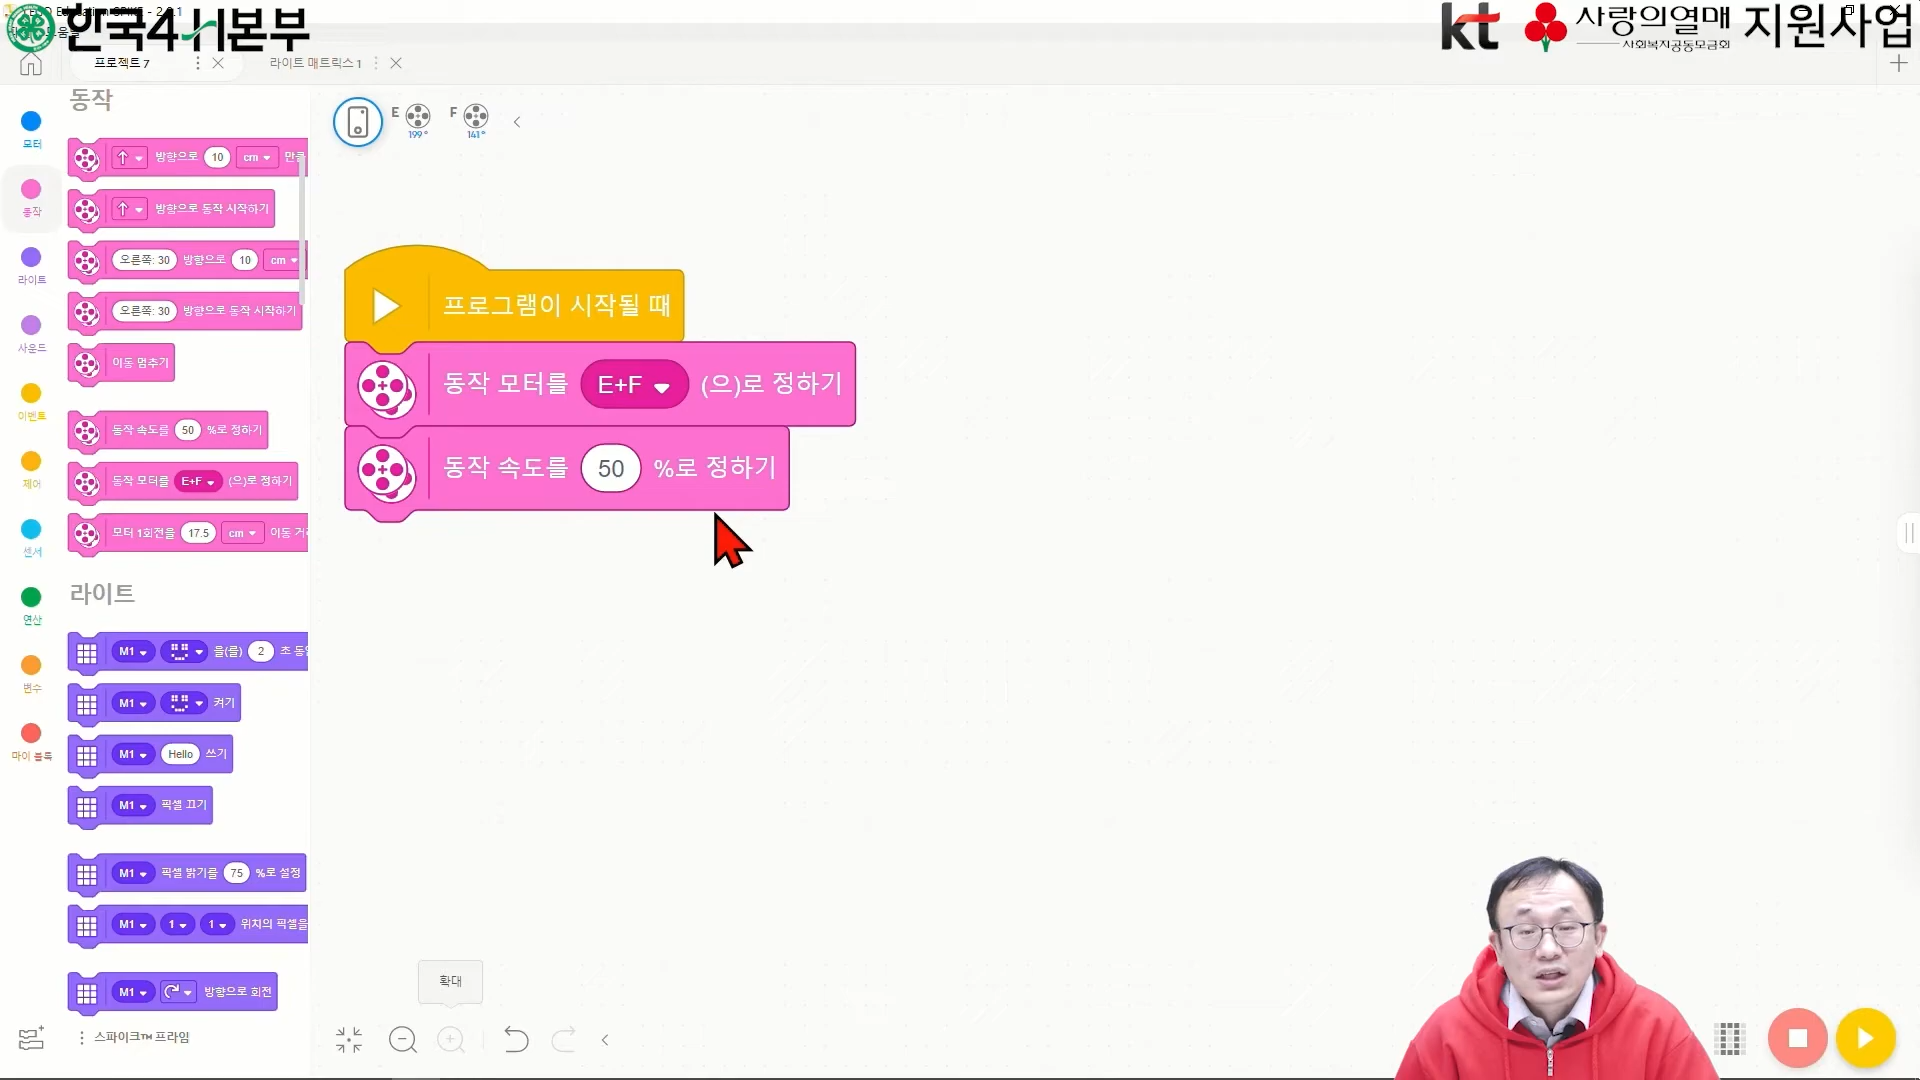 한국4-H본부
kt 사랑의열매 지원사업
사회복지공동모금회
프로젝트 7
라이트 매트릭스 1
동작
E
F
199°
141°
모터
동작
라이트
사운드
이벤트
제어
센서
연산
변수
마이 블록
방향으로 10 cm 만큼
방향으로 동작 시작하기
오른쪽: 30 방향으로 10 cm
오른쪽: 30 방향으로 동작 시작하기
이동 멈추기
동작 속도를 50 %로 정하기
동작 모터를 E+F (으)로 정하기
모터 1회전을 17.5 cm 이동
라이트
M1 을(를) 2 초
M1 켜기
M1 Hello 쓰기
M1 픽셀 끄기
M1 픽셀 밝기를 75 %로 설정
M1 1 1 위치의 픽셀을
M1 방향으로 회전
스파이크™ 프라임
프로그램이 시작될 때
동작 모터를 E+F (으)로 정하기
동작 속도를 50 %로 정하기
확대